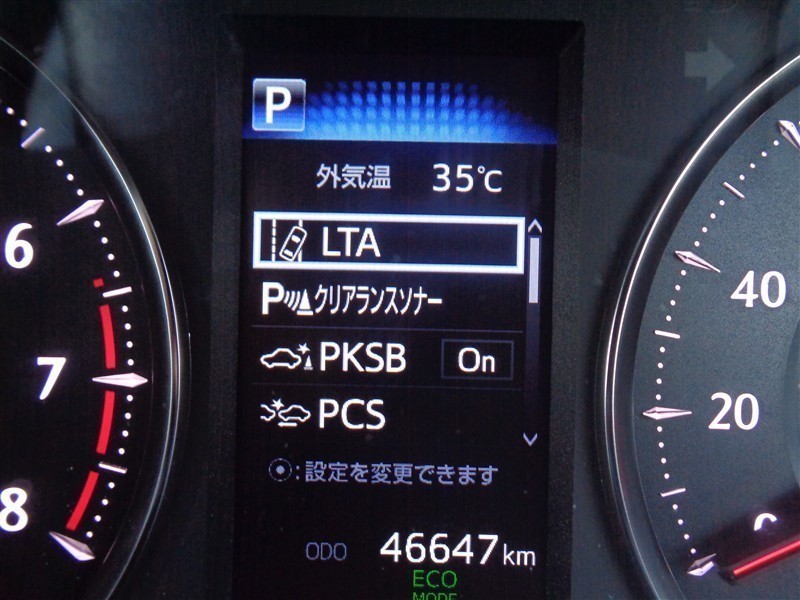 P
外気温 35℃
LTA
Pクリアランスソナー
PKSB On
PCS
:設定を変更できます
ODO 46647km
ECO
MODE
6
7
8
40
20